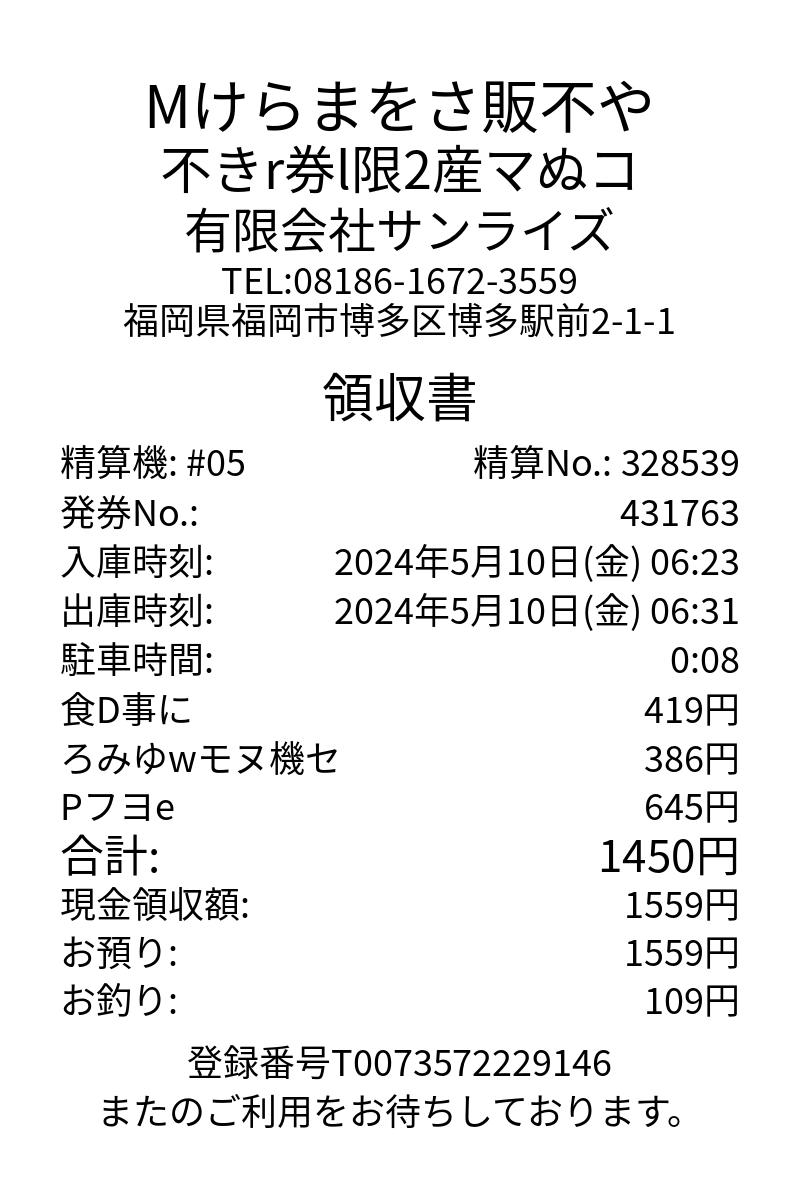 Mけらまをさ販不や
不きr券l限2産マぬコ
有限会社サンライズ
TEL:08186-1672-3559
福岡県福岡市博多区博多駅前2-1-1
領収書
精算機: #05 精算No.: 328539
発券No.: 431763
入庫時刻: 2024年5月10日(金) 06:23
出庫時刻: 2024年5月10日(金) 06:31
駐車時間: 0:08
食D事に 419円
ろみゆwモヌ機セ 386円
Pフヨe 645円
合計: 1450円
現金領収額: 1559円
お預り: 1559円
お釣り: 109円
登録番号T0073572229146
またのご利用をお待ちしております。